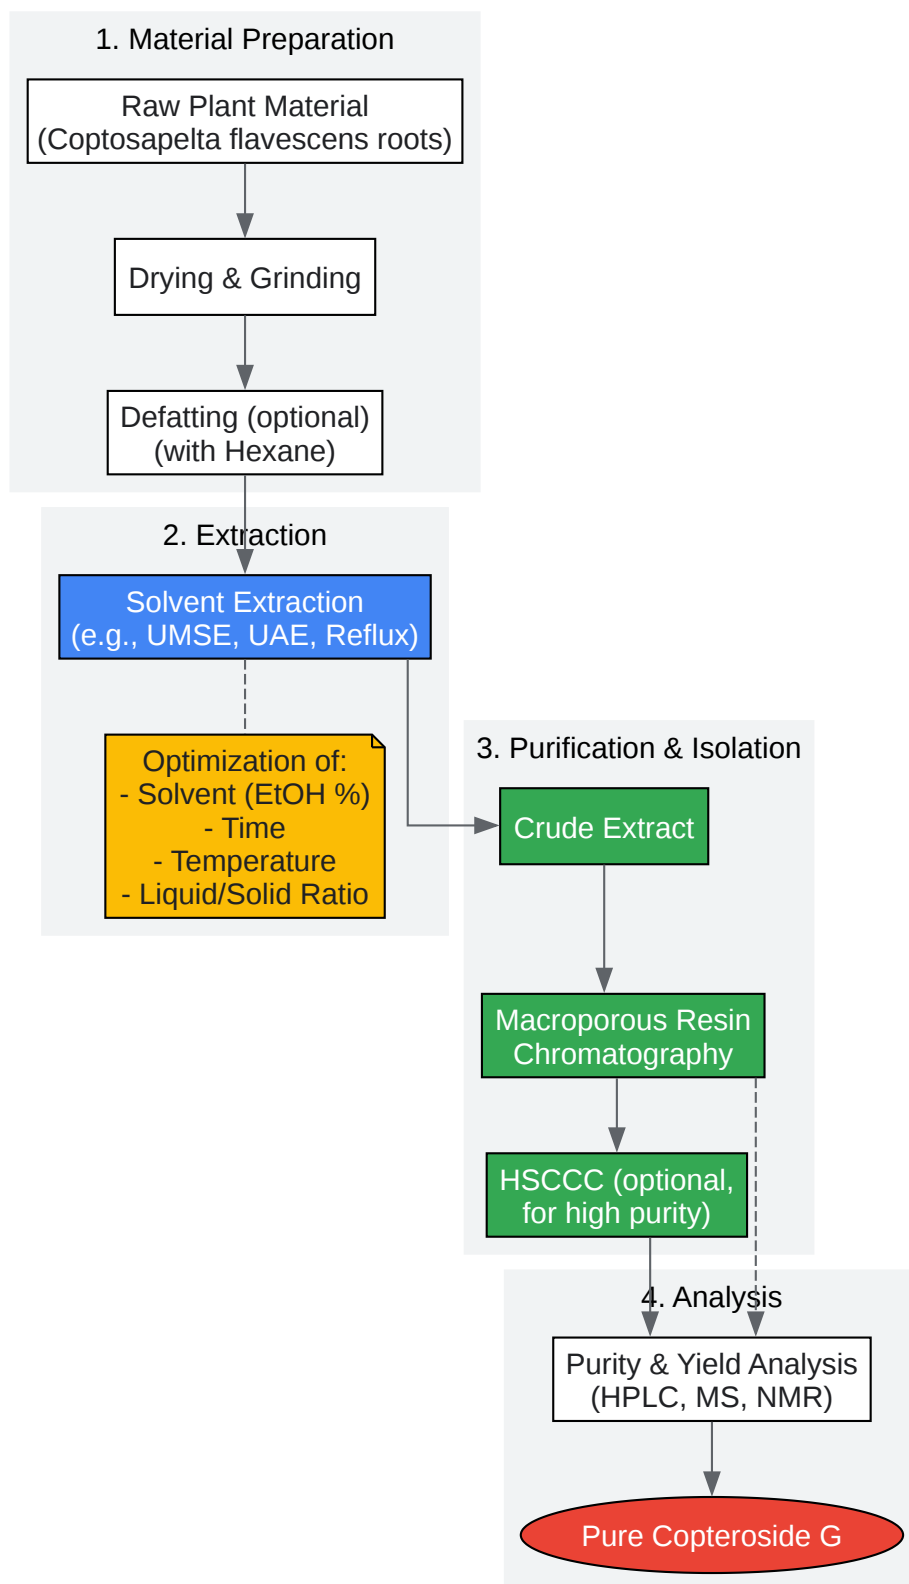 1. Material Preparation
Raw Plant Material
(Coptosapelta flavescens roots)
Drying & Grinding
Defatting (optional)
(with Hexane)
2. Extraction
Solvent Extraction
(e.g., UMSE, UAE, Reflux)
Optimization of:
- Solvent (EtOH %)
- Time
- Temperature
- Liquid/Solid Ratio
3. Purification & Isolation
Crude Extract
Macroporous Resin
Chromatography
HSCCC (optional,
for high purity)
4. Analysis
Purity & Yield Analysis
(HPLC, MS, NMR)
Pure Copteroside G